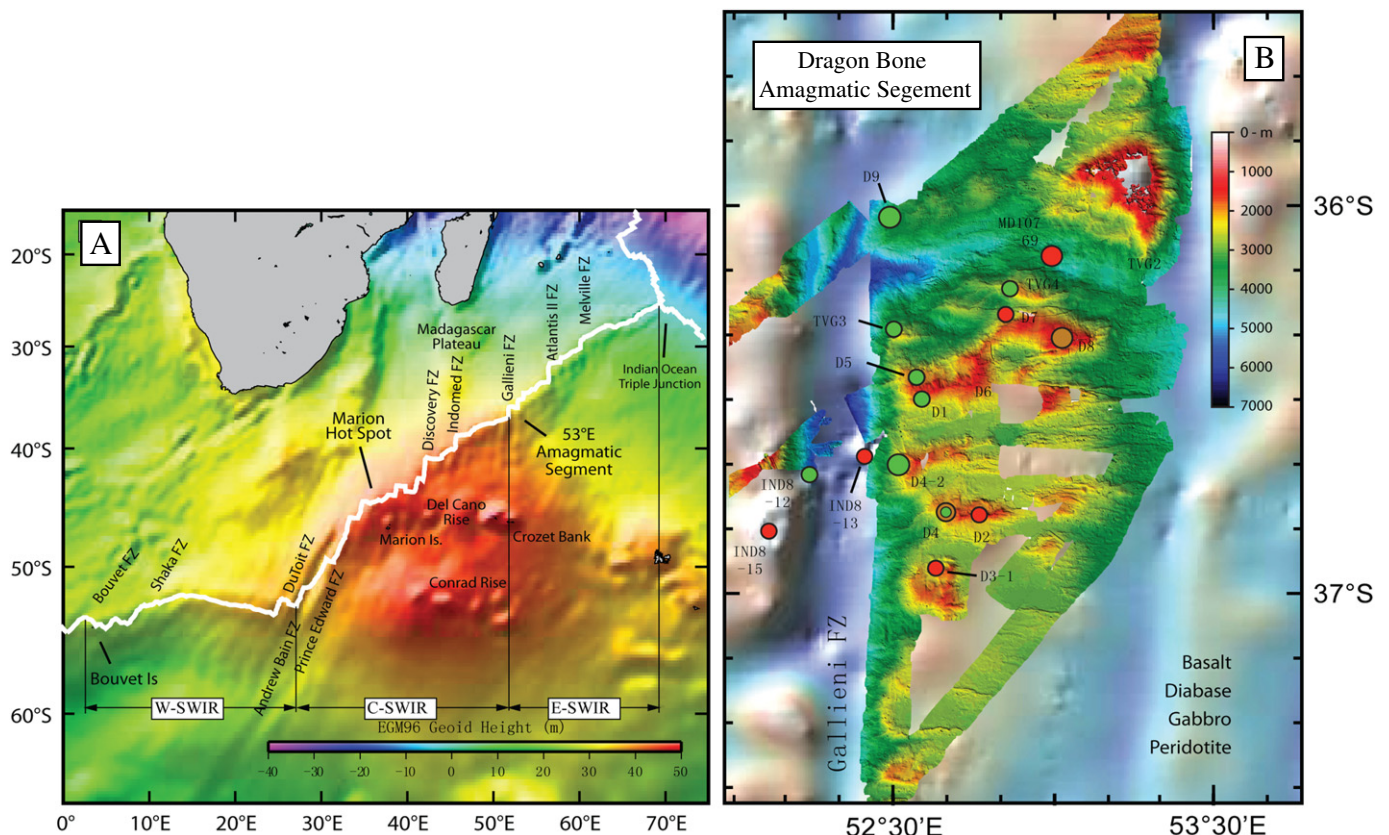 A
20°S
30°S
40°S
50°S
60°S
0°
10°E
20°E
30°E
40°E
50°E
60°E
70°E
Madagascar
Plateau
Discovery FZ
Indomed FZ
Gallieni FZ
Atlantis II FZ
Melville FZ
Indian Ocean
Triple Junction
Marion
Hot Spot
53°E
Amagmatic
Segment
Del Cano
Rise
Marion Is.
Crozet Bank
Conrad Rise
Bouvet FZ
Shaka FZ
DuToit FZ
Andrew Bain FZ
Prince Edward FZ
Bouvet Is
W-SWIR
C-SWIR
E-SWIR
EGM96 Geoid Height (m)
-40
-30
-20
-10
0
10
20
30
40
50
Dragon Bone
Amagmatic Segement
B
0 - m
1000
2000
3000
4000
5000
6000
7000
36°S
37°S
52°30'E
53°30'E
D9
MD107
-69
TVG2
TVG4
D7
TVG3
D8
D5
D6
D1
D4-2
IND8
-12
IND8
-13
IND8
-15
D4
D2
D3-1
Gallieni FZ
Basalt
Diabase
Gabbro
Peridotite